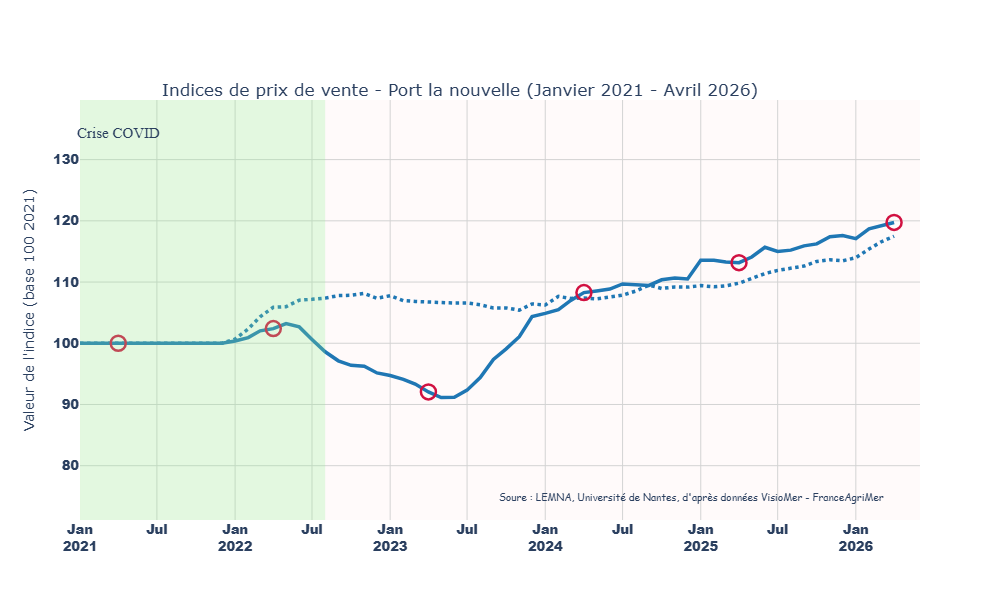 Indices de prix de vente - Port la nouvelle (Janvier 2021 - Avril 2026)
Crise COVID
Valeur de l'indice (base 100 2021)
130
120
110
100
90
80
Soure : LEMNA, Université de Nantes, d'après données VisioMer - FranceAgriMer
Jan Jul Jan Jul Jan Jul Jan Jul Jan Jul Jan
2021 2022 2023 2024 2025 2026